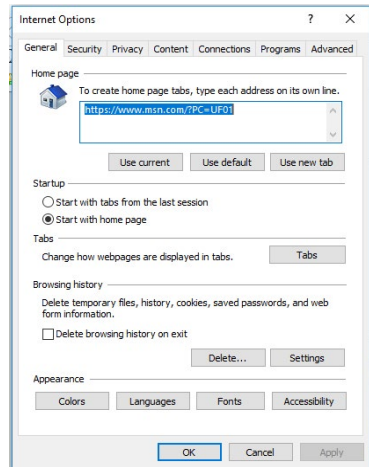 Internet Options ? X
General Security Privacy Content Connections Programs Advanced
Home page
To create home page tabs, type each address on its own line.
https://www.msn.com/?PC=UF01
Use current Use default Use new tab
Startup
Start with tabs from the last session
Start with home page
Tabs
Change how webpages are displayed in tabs. Tabs
Browsing history
Delete temporary files, history, cookies, saved passwords, and web
form information.
Delete browsing history on exit
Delete... Settings
Appearance
Colors Languages Fonts Accessibility
OK Cancel Apply